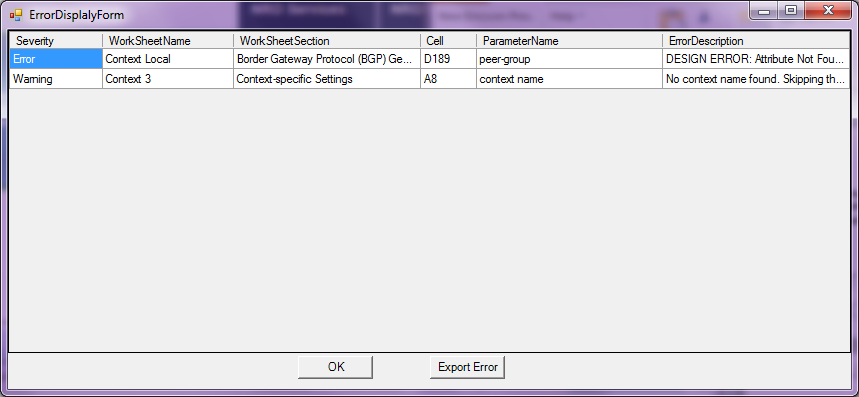 ErrorDisplalyForm
Severity WorkSheetName WorkSheetSection Cell ParameterName ErrorDescription
Error Context Local Border Gateway Protocol (BGP) Ge... D189 peer-group DESIGN ERROR: Attribute Not Fou...
Warning Context 3 Context-specific Settings A8 context name No context name found. Skipping th...
OK Export Error